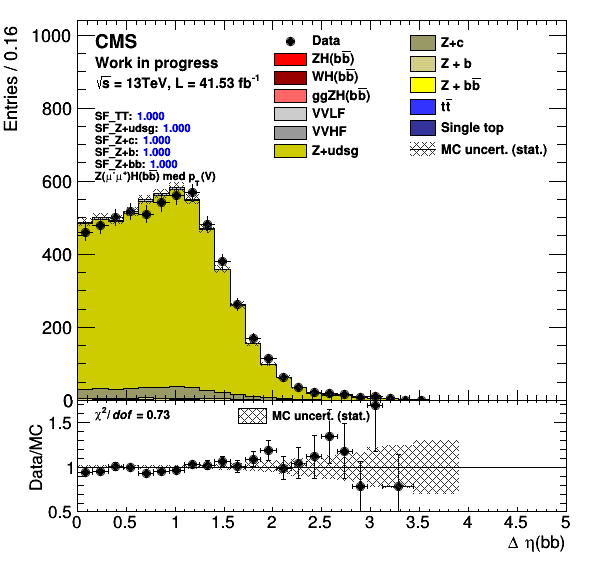 CMS
Work in progress
√s = 13TeV, L = 41.53 fb⁻¹
SF_TT: 1.000
SF_Z+udsg: 1.000
SF_Z+c: 1.000
SF_Z+b: 1.000
SF_Z+bb: 1.000
Z(μ⁻μ⁺)H(bb̅) med p_T(V)
Data
ZH(bb̅)
WH(bb̅)
ggZH(bb̅)
VVLF
VVHF
Z+udsg
Z+c
Z + b
Z + bb̅
tt̅
Single top
MC uncert. (stat.)
Entries / 0.16
1000
800
600
400
200
0
χ²/dof = 0.73
MC uncert. (stat.)
Data/MC
1.5
1
0.5
0 0.5 1 1.5 2 2.5 3 3.5 4 4.5 5
Δ η(bb)